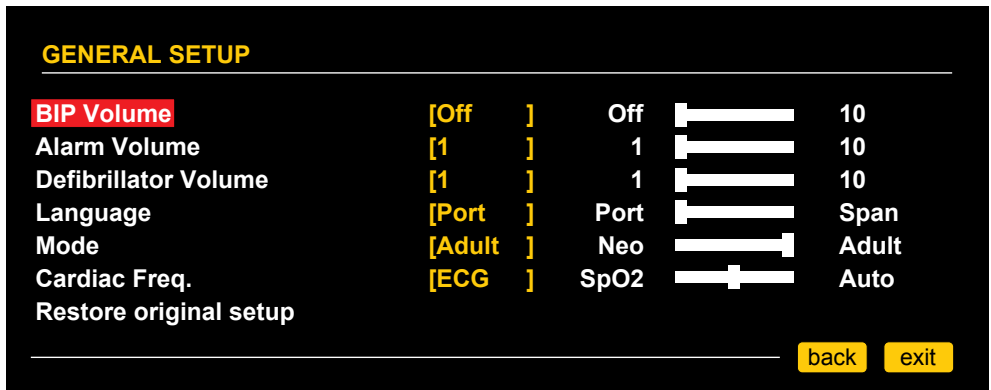 GENERAL SETUP
BIP Volume [Off ] Off 10
Alarm Volume [1 ] 1 10
Defibrillator Volume [1 ] 1 10
Language [Port ] Port Span
Mode [Adult ] Neo Adult
Cardiac Freq. [ECG ] SpO2 Auto
Restore original setup
back exit